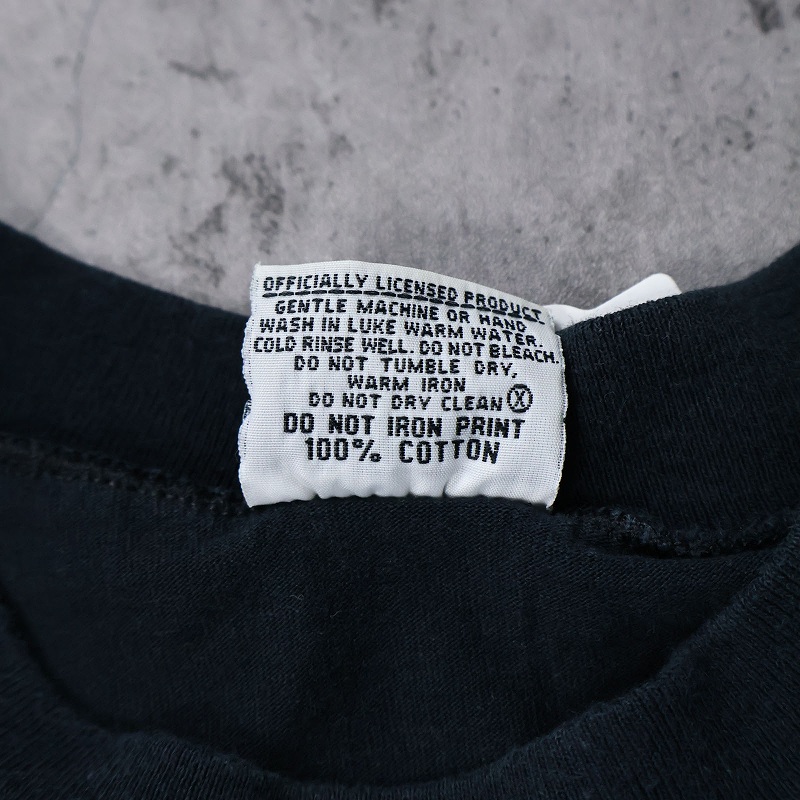 OFFICIALLY LICENSED PRODUCT
GENTLE MACHINE OR HAND
WASH IN LUKE WARM WATER.
COLD RINSE WELL. DO NOT BLEACH.
DO NOT TUMBLE DRY,
WARM IRON
DO NOT DRY CLEAN Ⓧ
DO NOT IRON PRINT
100% COTTON